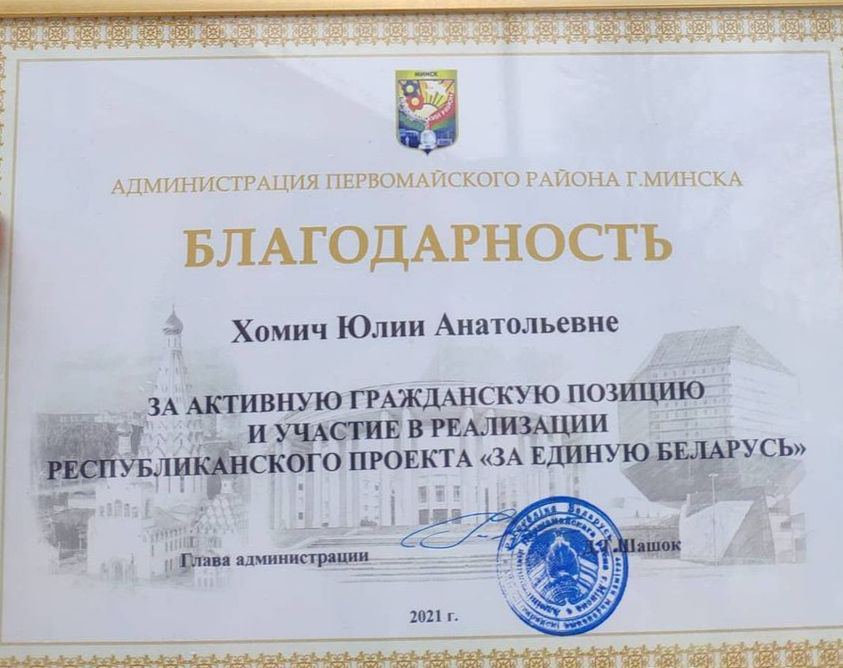 МИНСК
АДМИНИСТРАЦИЯ ПЕРВОМАЙСКОГО РАЙОНА Г.МИНСКА
БЛАГОДАРНОСТЬ
Хомич Юлии Анатольевне
ЗА АКТИВНУЮ ГРАЖДАНСКУЮ ПОЗИЦИЮ
И УЧАСТИЕ В РЕАЛИЗАЦИИ
РЕСПУБЛИКАНСКОГО ПРОЕКТА «ЗА ЕДИНУЮ БЕЛАРУСЬ»
Глава администрации
Шашок
2021 г.